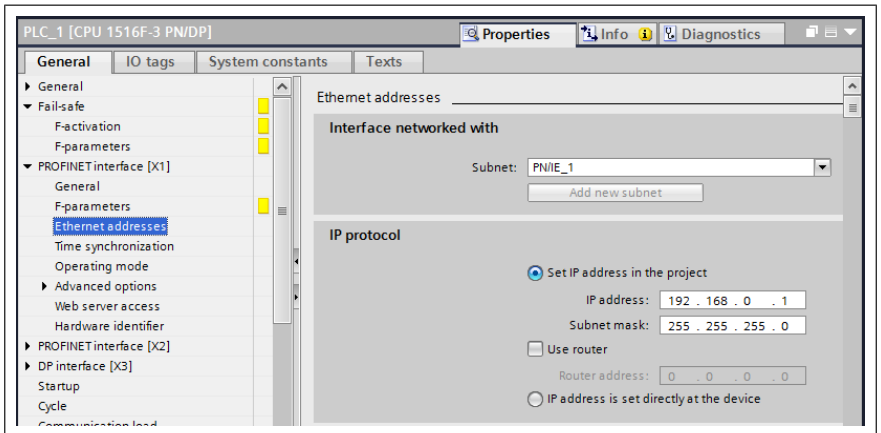 PLC_1 [CPU 1516F-3 PN/DP]
Properties
Info
Diagnostics
General
IO tags
System constants
Texts
General
Fail-safe
F-activation
F-parameters
PROFINET interface [X1]
General
F-parameters
Ethernet addresses
Time synchronization
Operating mode
Advanced options
Web server access
Hardware identifier
PROFINET interface [X2]
DP interface [X3]
Startup
Cycle
Communication load
Ethernet addresses
Interface networked with
Subnet: PN/IE_1
Add new subnet
IP protocol
Set IP address in the project
IP address: 192 . 168 . 0 . 1
Subnet mask: 255 . 255 . 255 . 0
Use router
Router address: 0 . 0 . 0 . 0
IP address is set directly at the device